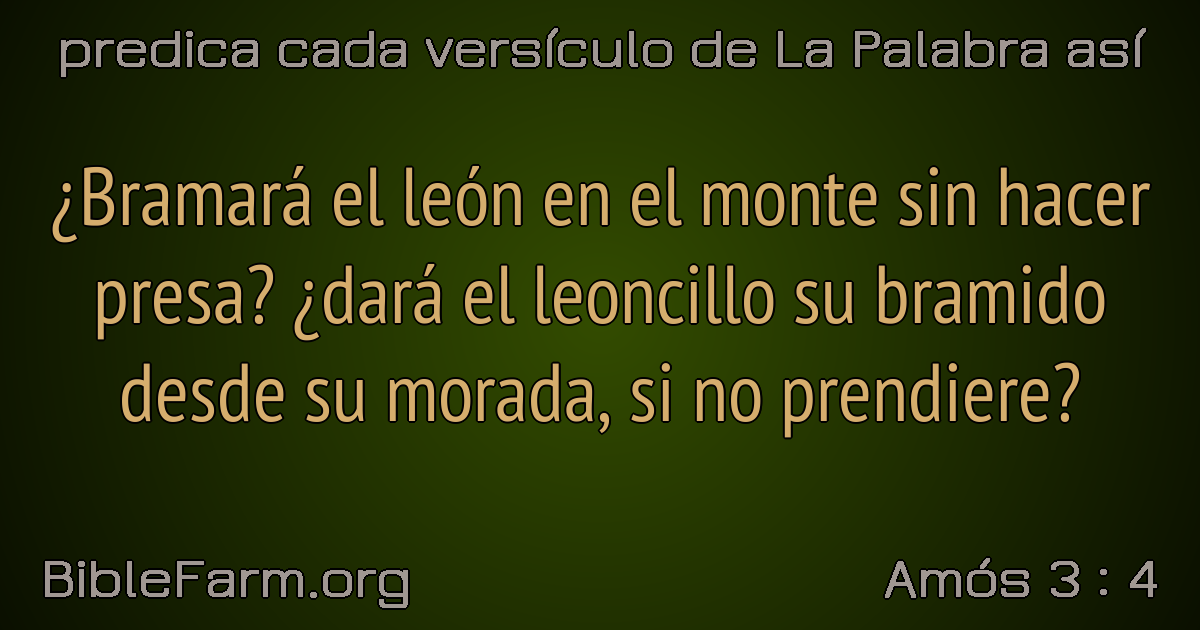 predica cada versículo de La Palabra así
¿Bramará el león en el monte sin hacer
presa? ¿dará el leoncillo su bramido
desde su morada, si no prendiere?
BibleFarm.org
Amós 3 : 4